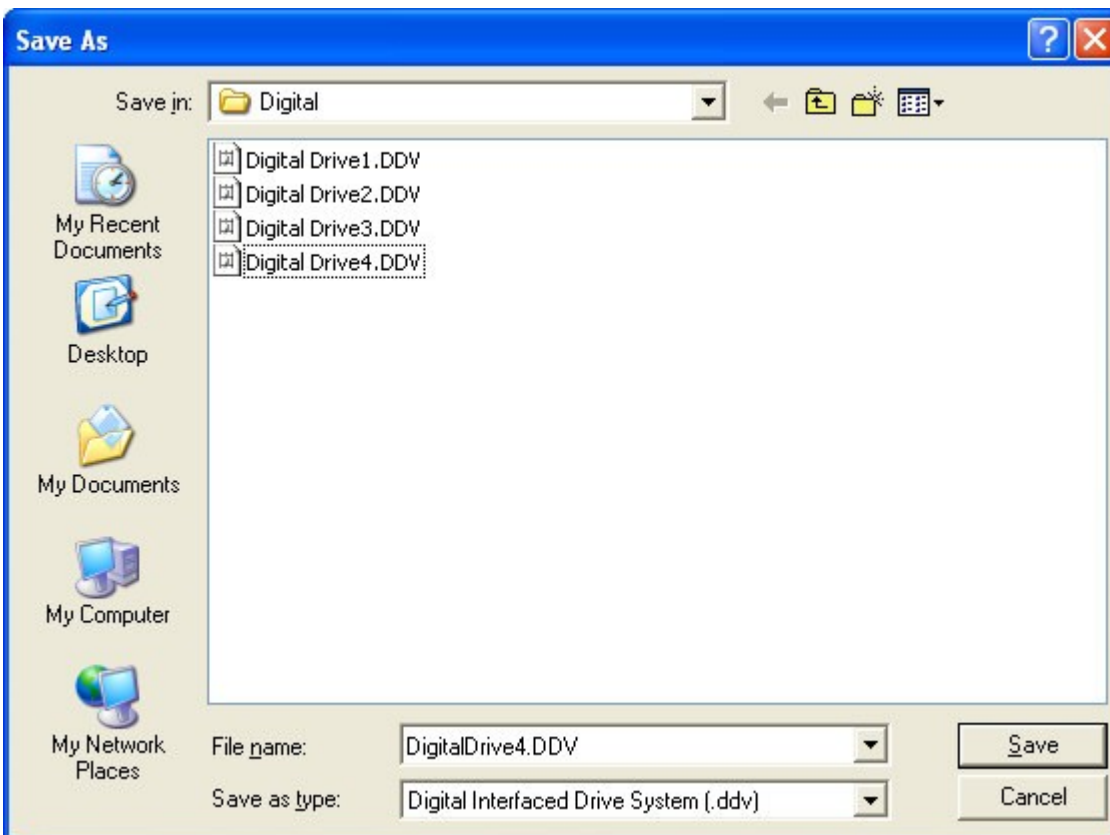 Save As
Save in: Digital
Digital Drive1.DDV
Digital Drive2.DDV
Digital Drive3.DDV
Digital Drive4.DDV
My Recent
Documents
Desktop
My Documents
My Computer
My Network
Places
File name: DigitalDrive4.DDV Save
Save as type: Digital Interfaced Drive System (.ddv) Cancel